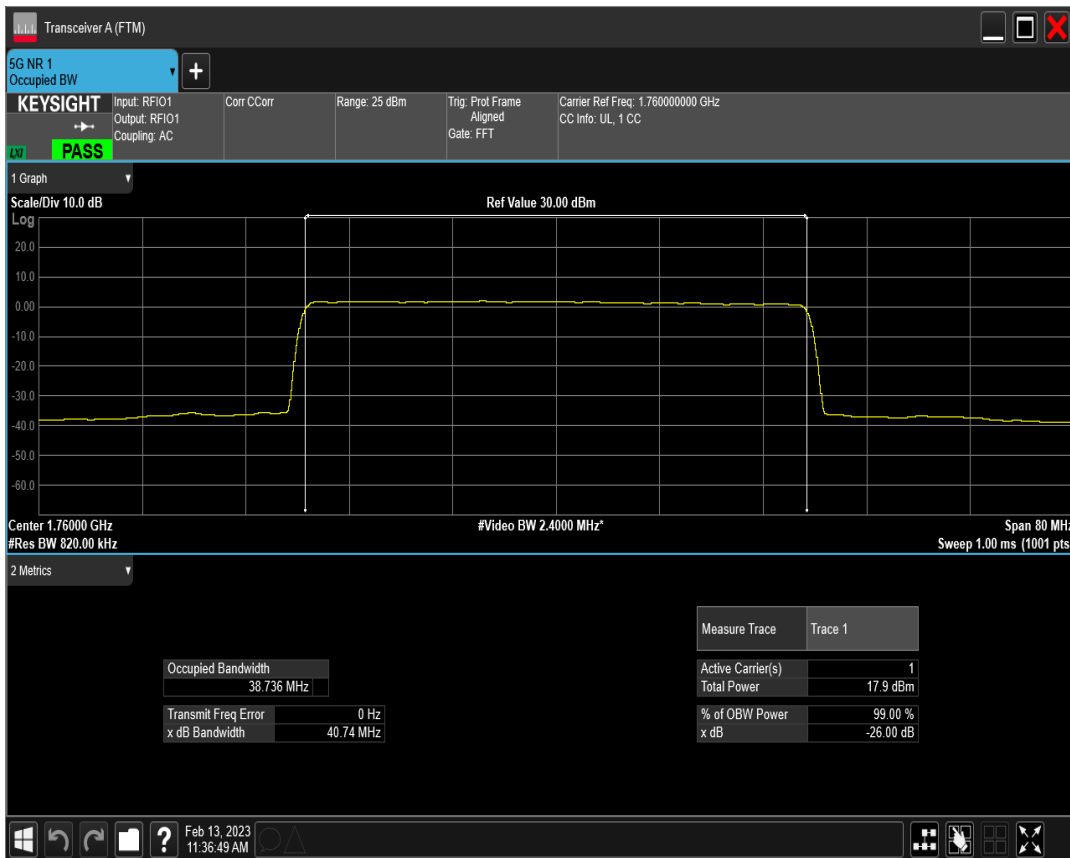 Transceiver A (FTM)
5G NR 1
Occupied BW
+
KEYSIGHT
LXI
PASS
Input: RFIO1
Output: RFIO1
Coupling: AC
Corr CCorr
Range: 25 dBm
Trig: Prot Frame
Aligned
Gate: FFT
Carrier Ref Freq: 1.760000000 GHz
CC Info: UL, 1 CC
1 Graph
Scale/Div 10.0 dB
Ref Value 30.00 dBm
Log
20.0
10.0
0.00
-10.0
-20.0
-30.0
-40.0
-50.0
-60.0
Center 1.76000 GHz
#Video BW 2.4000 MHz*
Span 80 MHz
#Res BW 820.00 kHz
Sweep 1.00 ms (1001 pts
2 Metrics
Measure Trace Trace 1
Occupied Bandwidth
38.736 MHz
Active Carrier(s) 1
Total Power 17.9 dBm
Transmit Freq Error 0 Hz
x dB Bandwidth 40.74 MHz
% of OBW Power 99.00 %
x dB -26.00 dB
?
Feb 13, 2023
11:36:49 AM